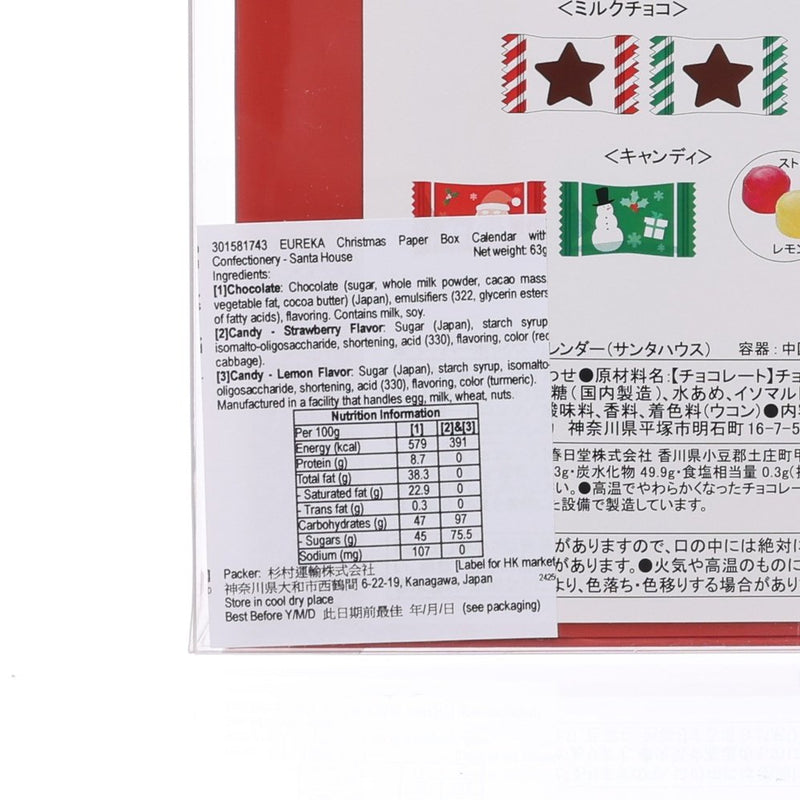 <ミルクチョコ>
<キャンディ>
スト
レモン
301581743 EUREKA Christmas Paper Box Calendar with
Confectionery - Santa House Net weight: 63g
Ingredients:
[1]Chocolate: Chocolate (sugar, whole milk powder, cacao mass,
vegetable fat, cocoa butter) (Japan), emulsifiers (322, glycerin esters
of fatty acids), flavoring. Contains milk, soy.
[2]Candy - Strawberry Flavor: Sugar (Japan), starch syrup,
isomalto-oligosaccharide, shortening, acid (330), flavoring, color (red
cabbage).
[3]Candy - Lemon Flavor: Sugar (Japan), starch syrup, isomalto-
oligosaccharide, shortening, acid (330), flavoring, color (turmeric).
Manufactured in a facility that handles egg, milk, wheat, nuts.
Nutrition Information
Per 100g [1] [2]&[3]
Energy (kcal) 579 391
Protein (g) 8.7 0
Total fat (g) 38.3 0
- Saturated fat (g) 22.9 0
- Trans fat (g) 0.3 0
Carbohydrates (g) 47 97
- Sugars (g) 45 75.5
Sodium (mg) 107 0
[Label for HK market
Packer: 杉村運輸株式会社
神奈川県大和市西鶴間 6-22-19, Kanagawa, Japan 2425
Store in cool dry place
Best Before Y/M/D 此日期前最佳 年/月/日 (see packaging)
レンダー(サンタハウス) 容器:中国
わせ●原材料名:【チョコレート】チョ
糖(国内製造)、水あめ、イソマル
酸味料、香料、着色料(ウコン)●内
神奈川県平塚市明石町16-7-5
春日堂株式会社 香川県小豆郡土庄町甲
3g・炭水化物 49.9g・食塩相当量 0.3g(推
い。●高温でやわらかくなったチョコレー
と設備で製造しています。
がありますので、口の中には絶対に
があります。●火気や高温のものに
より、色落ち・色移りする場合があり